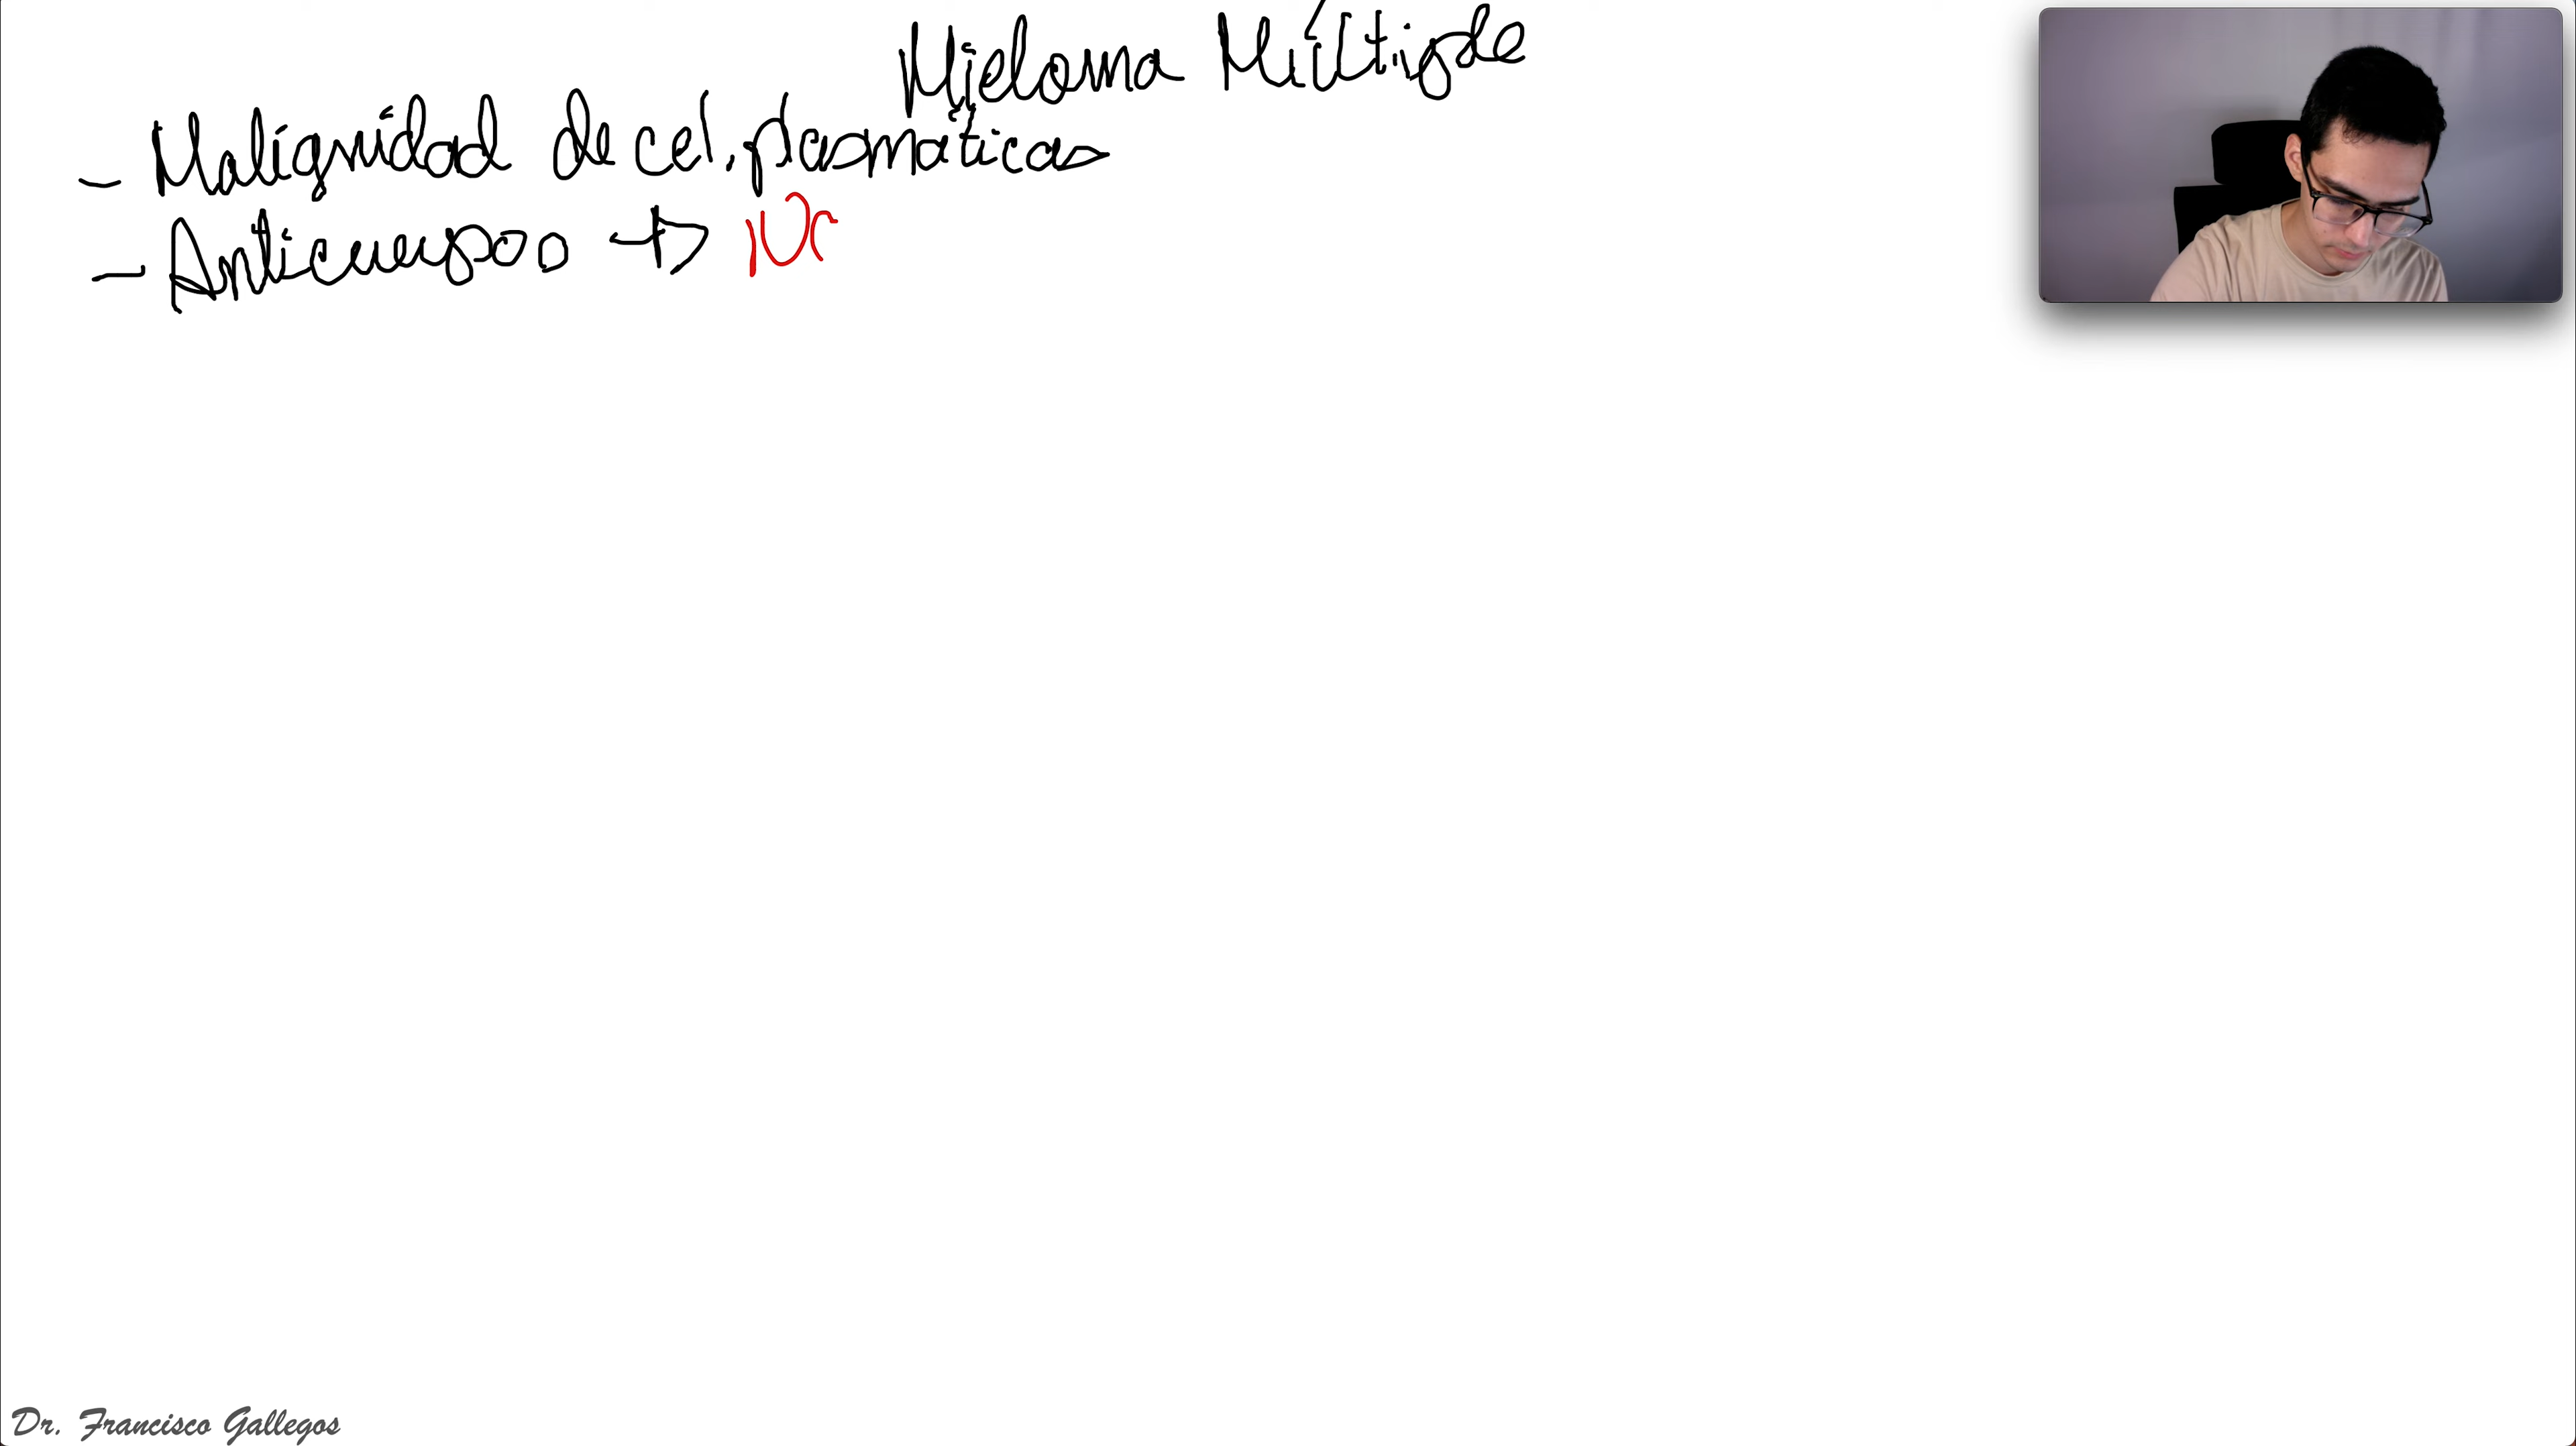 Mieloma Múltiple
- Malignidad de cel. plasmáticas
- Anticuerpos →
Dr. Francisco Gallegos